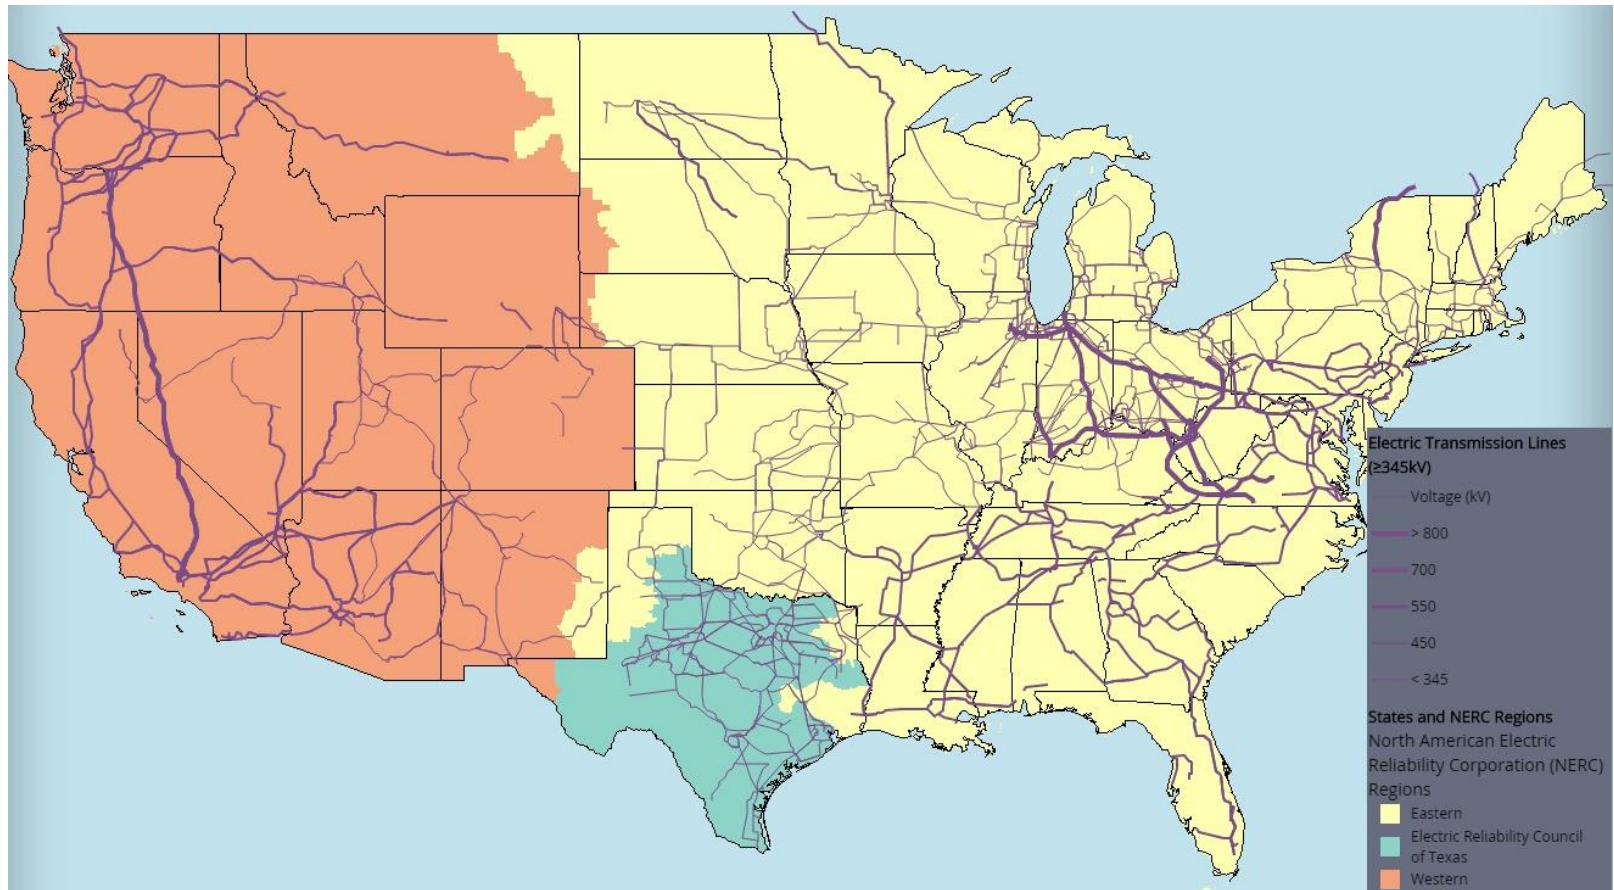 Electric Transmission Lines
(≥345kV)
Voltage (kV)
> 800
700
550
450
< 345
States and NERC Regions
North American Electric
Reliability Corporation (NERC)
Regions
Eastern
Electric Reliability Council
of Texas
Western